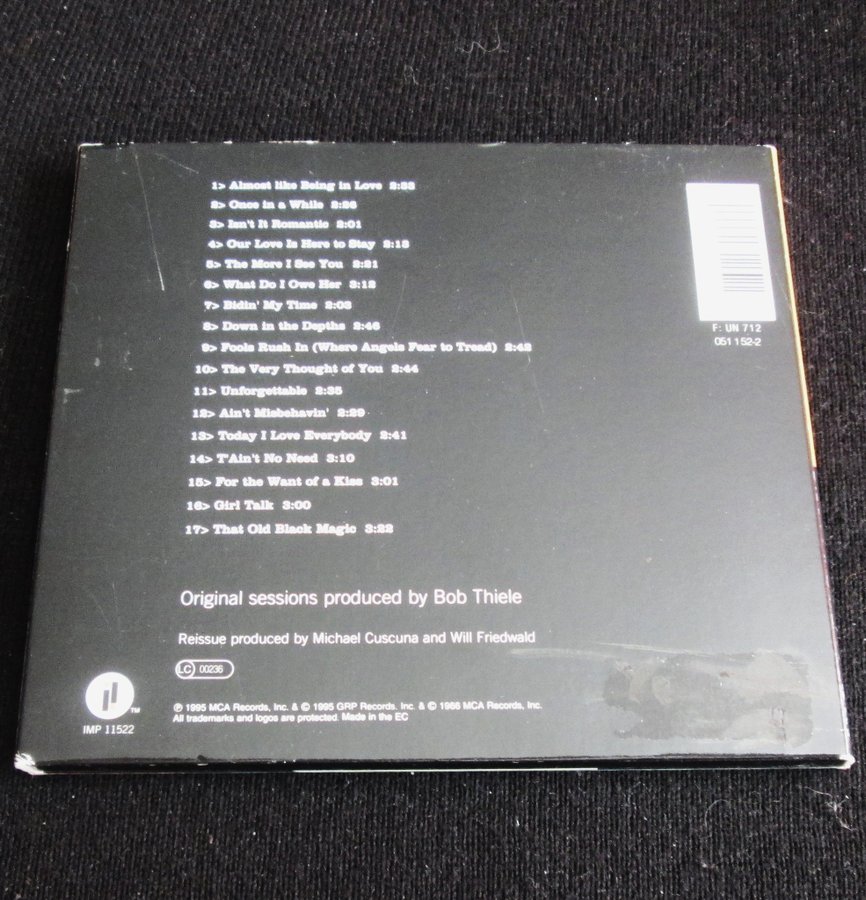 1> Almost like Being in Love 2:33
2> Once in a While 2:26
3> Isn't It Romantic 2:01
4> Our Love Is Here to Stay 2:13
5> The More I See You 2:21
6> What Do I Owe Her 3:12
7> Bidin' My Time 2:03
8> Down in the Depths 2:46
9> Fools Rush In (Where Angels Fear to Tread) 2:42
10> The Very Thought of You 2:44
11> Unforgettable 2:35
12> Ain't Misbehavin' 2:29
13> Today I Love Everybody 2:41
14> T'Ain't No Need 3:10
15> For the Want of a Kiss 3:01
16> Girl Talk 3:00
17> That Old Black Magic 3:22
F: UN 712
051 152-2
Original sessions produced by Bob Thiele
Reissue produced by Michael Cuscuna and Will Friedwald
LC 00236
TM
IMP 11522
℗ 1995 MCA Records, Inc. & © 1995 GRP Records. Inc. & © 1966 MCA Records, Inc.
All trademarks and logos are protected. Made in the EC